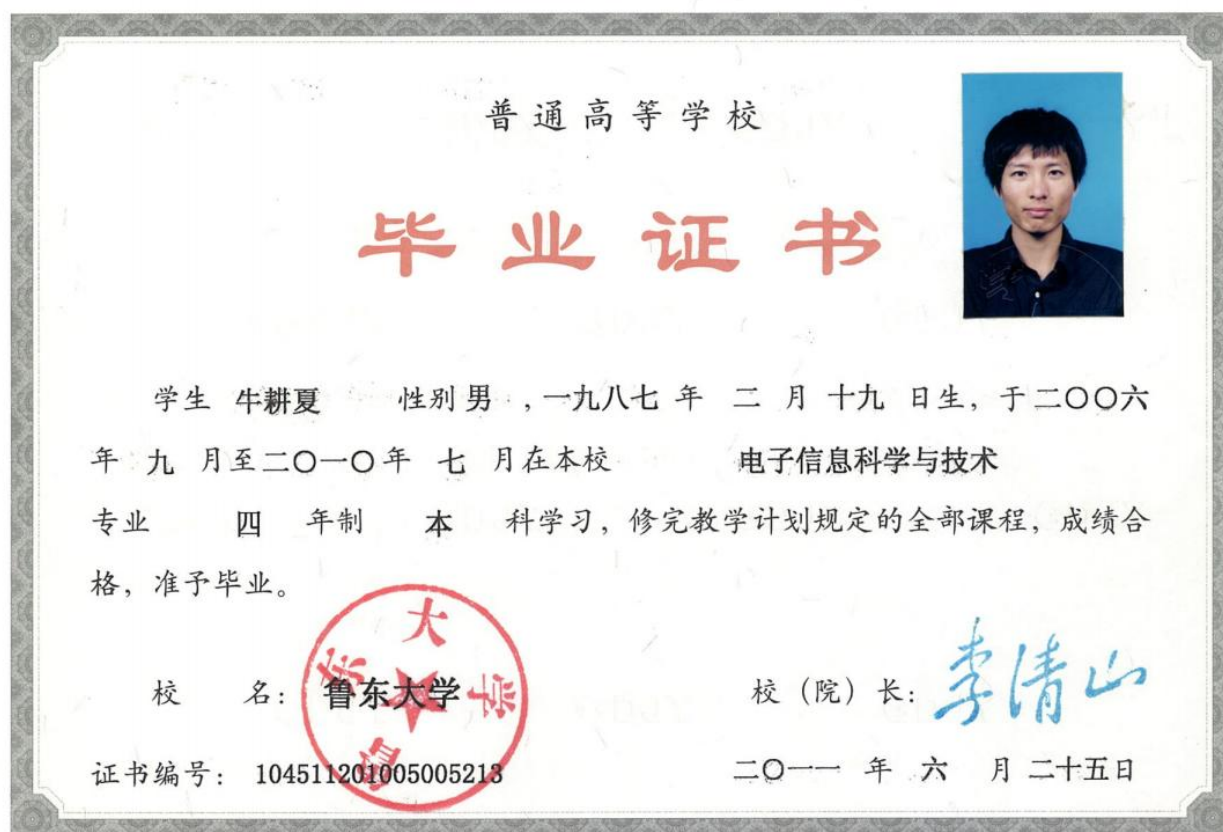 普通高等学校
毕业证书
学生 牛耕夏 性别 男 ，一九八七 年 二 月 十九 日生，于二〇〇六
年 九 月至二〇一〇年 七 月在本校 电子信息科学与技术
专业 四 年制 本 科学习，修完教学计划规定的全部课程，成绩合
格，准予毕业。
鲁东大学
校 名：鲁东大学 校（院）长：李清山
证书编号：104511201005005213 二〇一一 年 六 月 二十五日